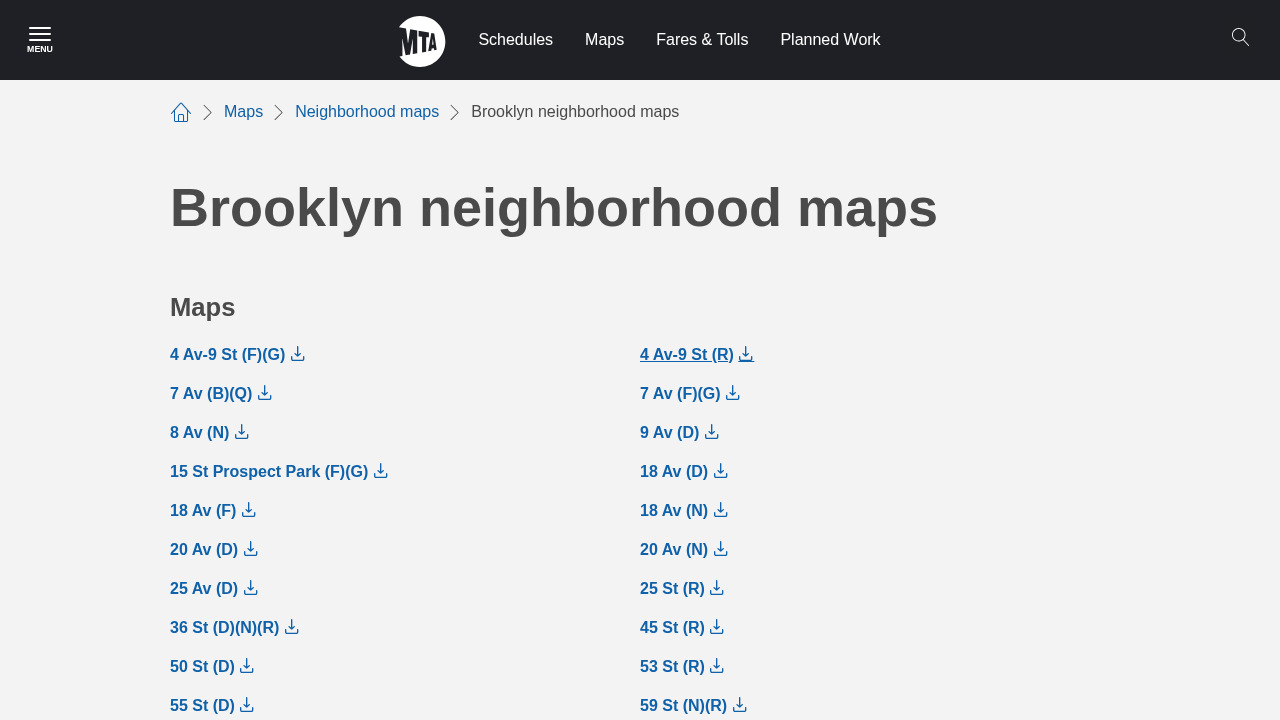 MENU
MTA
Schedules
Maps
Fares & Tolls
Planned Work
Maps
Neighborhood maps
Brooklyn neighborhood maps
Brooklyn neighborhood maps
Maps
4 Av-9 St (F)(G)
4 Av-9 St (R)
7 Av (B)(Q)
7 Av (F)(G)
8 Av (N)
9 Av (D)
15 St Prospect Park (F)(G)
18 Av (D)
18 Av (F)
18 Av (N)
20 Av (D)
20 Av (N)
25 Av (D)
25 St (R)
36 St (D)(N)(R)
45 St (R)
50 St (D)
53 St (R)
55 St (D)
59 St (N)(R)